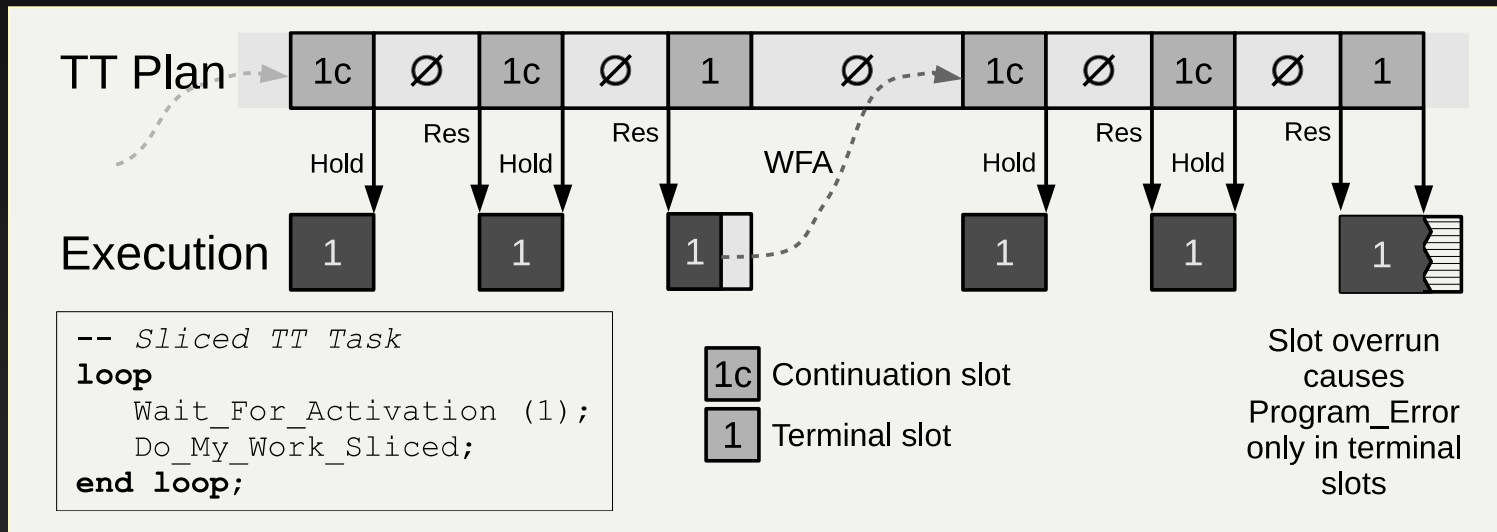 TT Plan
1c Ø 1c Ø 1 Ø 1c Ø 1c Ø 1
Res Res Res Res
Hold Hold WFA Hold Hold
Execution 1 1 1 1 1 1
-- Sliced TT Task
loop
Wait_For_Activation (1);
Do_My_Work_Sliced;
end loop;
1c Continuation slot
1 Terminal slot
Slot overrun
causes
Program_Error
only in terminal
slots